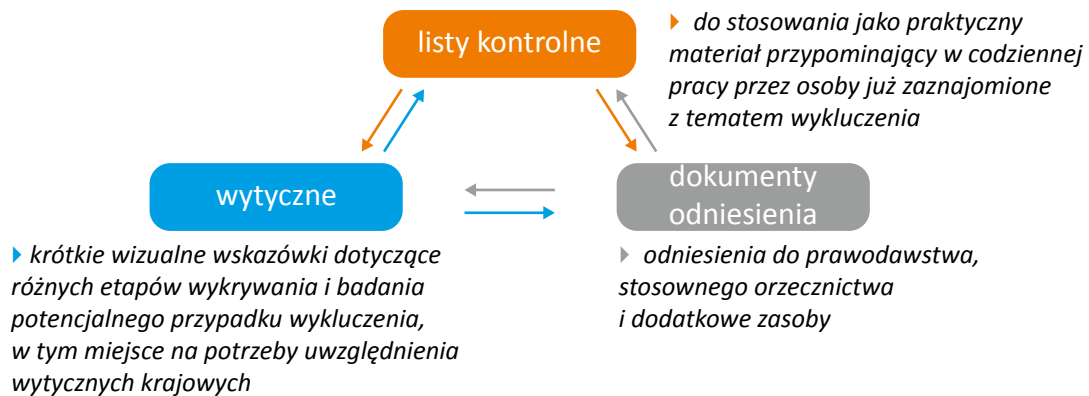 listy kontrolne
do stosowania jako praktyczny
materiał przypominający w codziennej
pracy przez osoby już zaznajomione
z tematem wykluczenia
wytyczne
dokumenty
odniesienia
krótkie wizualne wskazówki dotyczące
różnych etapów wykrywania i badania
potencjalnego przypadku wykluczenia,
w tym miejsce na potrzeby uwzględnienia
wytycznych krajowych
odniesienia do prawodawstwa,
stosownego orzecznictwa
i dodatkowe zasoby